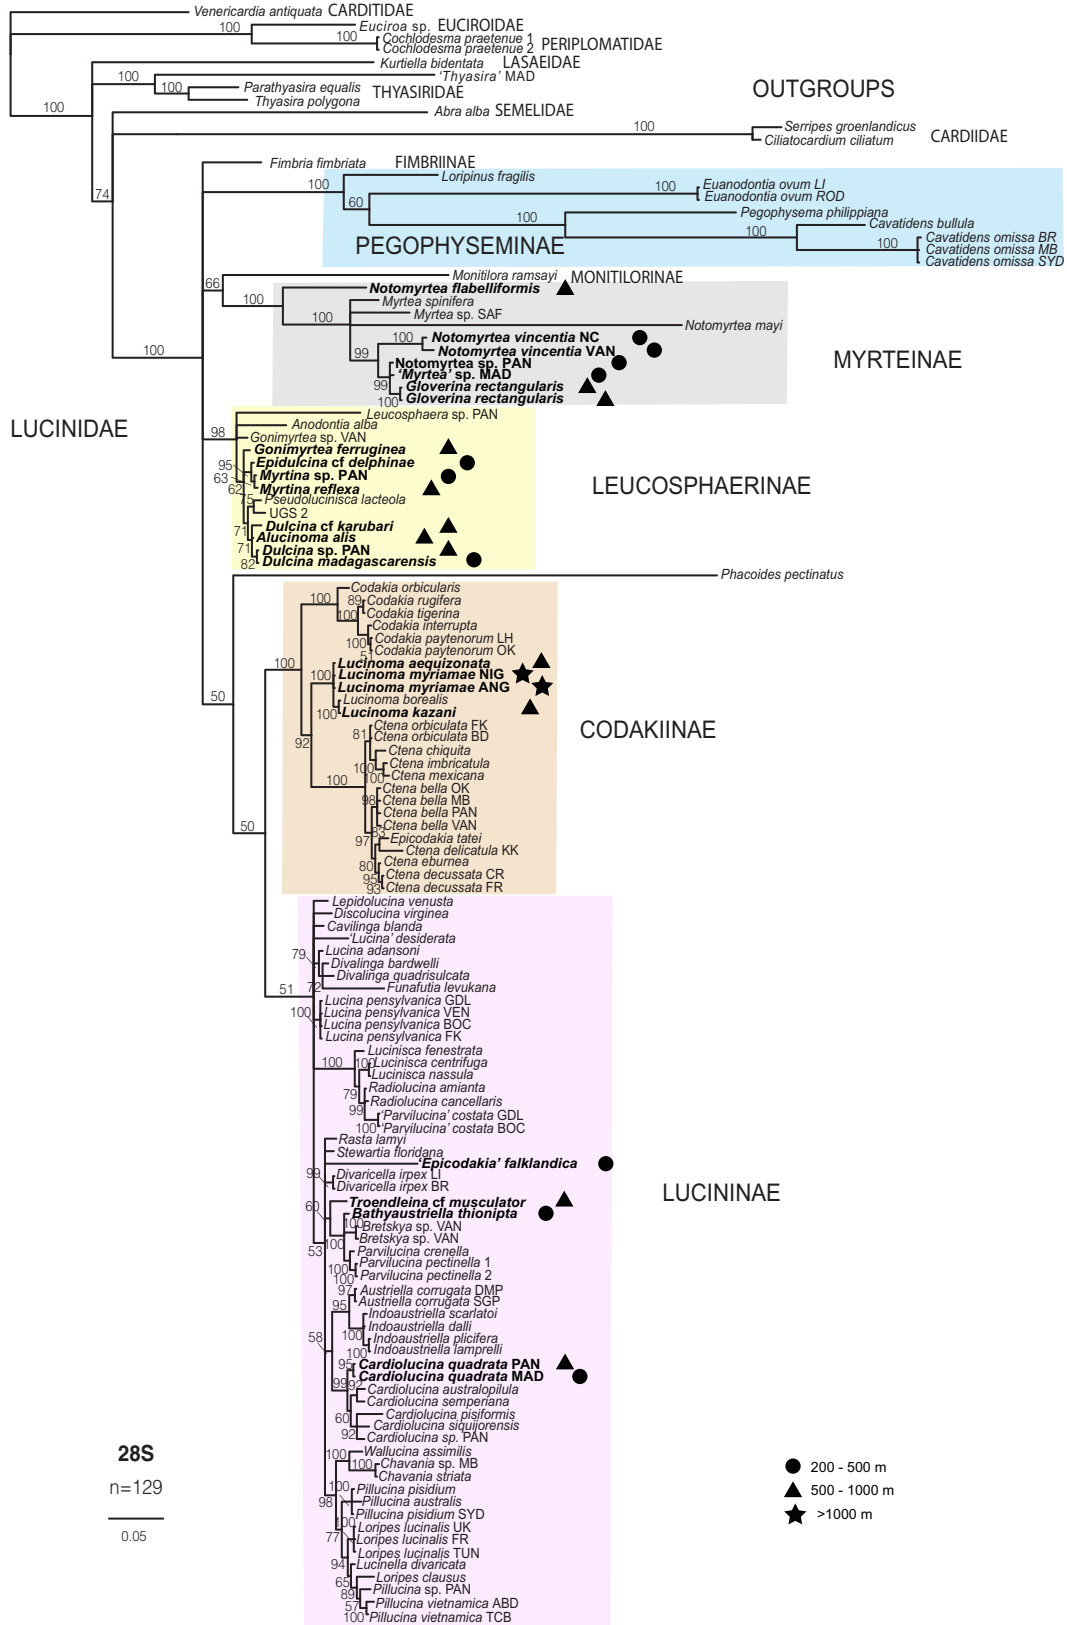 Venericardia antiquata CARDITIDAE
100 Euciroa sp. EUCIROIDAE
100 Cochlodesma praetenue 1
Cochlodesma praetenue 2 PERIPLOMATIDAE
Kurtiella bidentata LASAEIDAE
100 'Thyasira' MAD
100 Parathyasira equalis THYASIRIDAE
Thyasira polygona
OUTGROUPS
100
Abra alba SEMELIDAE
100 Serripes groenlandicus
Ciliatocardium ciliatum CARDIIDAE
74
Fimbria fimbriata FIMBRIINAE
Loripinus fragilis
100
100 Euanodontia ovum LI
Euanodontia ovum ROD
60
Pegophysema philippiana
100
Cavatidens bullula
100
Cavatidens omissa BR
100 Cavatidens omissa MB
Cavatidens omissa SYD
PEGOPHYSEMINAE
Monitilora ramsayi MONITILORINAE
66
Notomyrtea flabelliformis
100
Myrtea spinifera
Myrtea sp. SAF
100
Notomyrtea mayi
100 Notomyrtea vincentia NC
Notomyrtea vincentia VAN
99
Notomyrtea sp. PAN
'Myrtea' sp. MAD
99 Gloverina rectangularis
100 Gloverina rectangularis
MYRTEINAE
100
LUCINIDAE
Leucosphaera sp. PAN
Anodontia alba
98
Gonimyrtea sp. VAN
Gonimyrtea ferruginea
95 Epidulcina cf delphinae
63 Myrtina sp. PAN
62 Myrtina reflexa
75 Pseudolucinisca lacteola
UGS 2
71 Dulcina cf karubari
Alucinoma alis
71 Dulcina sp. PAN
82 Dulcina madagascarensis
LEUCOSPHAERINAE
Phacoides pectinatus
50
Codakia orbicularis
100 89 Codakia rugifera
100 Codakia tigerina
Codakia interrupta
100 Codakia paytenorum LH
51 Codakia paytenorum OK
100
Lucinoma aequizonata
100 Lucinoma myriamae NIG
Lucinoma myriamae ANG
Lucinoma borealis
100 Lucinoma kazani
92
81 Ctena orbiculata FK
Ctena orbiculata BD
Ctena chiquita
100 Ctena imbricatula
100 Ctena mexicana
100
Ctena bella OK
98 Ctena bella MB
Ctena bella PAN
Ctena bella VAN
83
97 Epicodakia tatei
Ctena delicatula KK
80 Ctena eburnea
95 Ctena decussata CR
93 Ctena decussata FR
CODAKIINAE
50
Lepidolucina venusta
Discolucina virginea
Cavilinga blanda
'Lucina' desiderata
79 Lucina adansoni
Divalinga bardwelli
Divalinga quadrisulcata
72 Funafutia levukana
51
Lucina pensylvanica GDL
100 Lucina pensylvanica VEN
Lucina pensylvanica BOC
Lucina pensylvanica FK
Lucinisca fenestrata
100 100 Lucinisca centrifuga
Lucinisca nassula
Radiolucina amianta
79 Radiolucina cancellaris
99 'Parvilucina' costata GDL
100 'Parvilucina' costata BOC
Rasta lamyi
Stewartia floridana
'Epicodakia' falklandica
99 Divaricella irpex LI
Divaricella irpex BR
Troendleina cf musculator
60 Bathyaustriella thionipta
100 Bretskya sp. VAN
Bretskya sp. VAN
53 100
Parvilucina crenella
100 Parvilucina pectinella 1
100 Parvilucina pectinella 2
97 Austriella corrugata DMP
Austriella corrugata SGP
95
Indoaustriella scarlatoi
Indoaustriella dalli
58 100 Indoaustriella plicifera
100 Indoaustriella lamprelli
95 Cardiolucina quadrata PAN
Cardiolucina quadrata MAD
99 92
Cardiolucina australopilula
Cardiolucina semperiana
60 Cardiolucina pisiformis
Cardiolucina siquijorensis
92 Cardiolucina sp. PAN
Wallucina assimilis
100 100 Chavania sp. MB
Chavania striata
100 Pillucina pisidium
98 Pillucina australis
Pillucina pisidium SYD
100 Loripes lucinalis UK
77 Loripes lucinalis FR
Loripes lucinalis TUN
94 Lucinella divaricata
65 Loripes clausus
89 Pillucina sp. PAN
57 Pillucina vietnamica ABD
100 Pillucina vietnamica TCB
LUCININAE
28S
n=129
0.05
200 - 500 m
500 - 1000 m
>1000 m